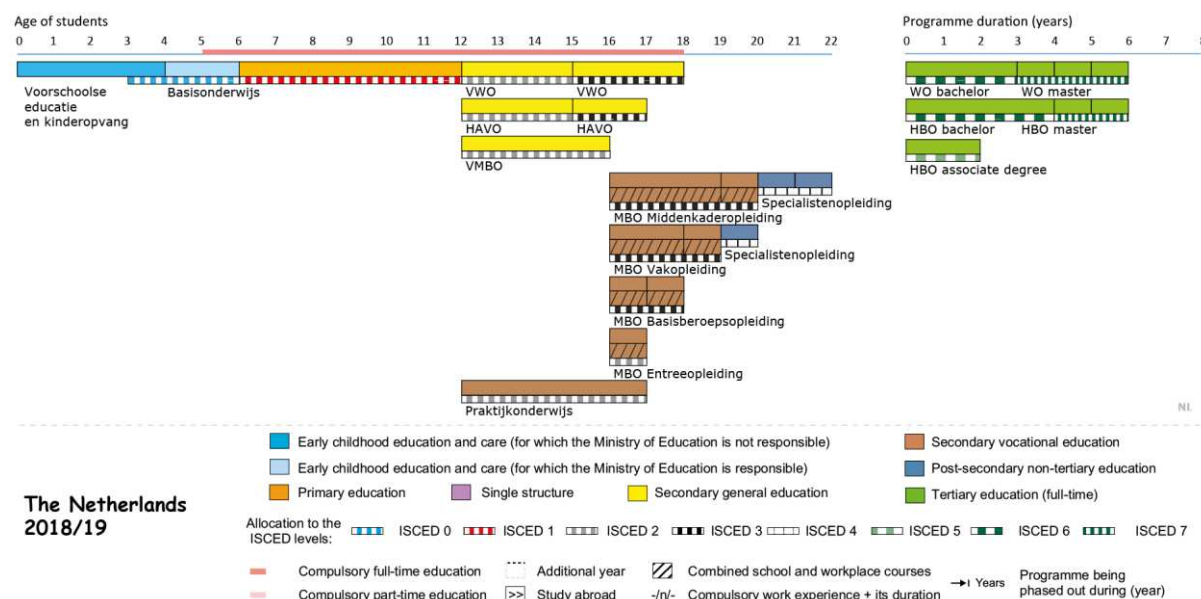 Age of students
Programme duration (years)
0 1 2 3 4 5 6 7 8 9 10 11 12 13 14 15 16 17 18 19 20 21 22
0 1 2 3 4 5 6 7 8
Voorschoolse
educatie
en kinderopvang
Basisonderwijs
VWO VWO
WO bachelor WO master
HAVO HAVO
HBO bachelor HBO master
VMBO
HBO associate degree
MBO Middenkaderopleiding
Specialistenopleiding
MBO Vakopleiding
Specialistenopleiding
MBO Basisberoepsopleiding
MBO Entreeopleiding
Praktijkonderwijs
NL
Early childhood education and care (for which the Ministry of Education is not responsible)
Secondary vocational education
Early childhood education and care (for which the Ministry of Education is responsible)
Post-secondary non-tertiary education
Primary education
Single structure
Secondary general education
Tertiary education (full-time)
The Netherlands
2018/19
Allocation to the
ISCED levels:
ISCED 0 ISCED 1 ISCED 2 ISCED 3 ISCED 4 ISCED 5 ISCED 6 ISCED 7
Compulsory full-time education
Additional year
Combined school and workplace courses
Years
Programme being
phased out during (year)
Compulsory part-time education
>> Study abroad
-/n/- Compulsory work experience + its duration